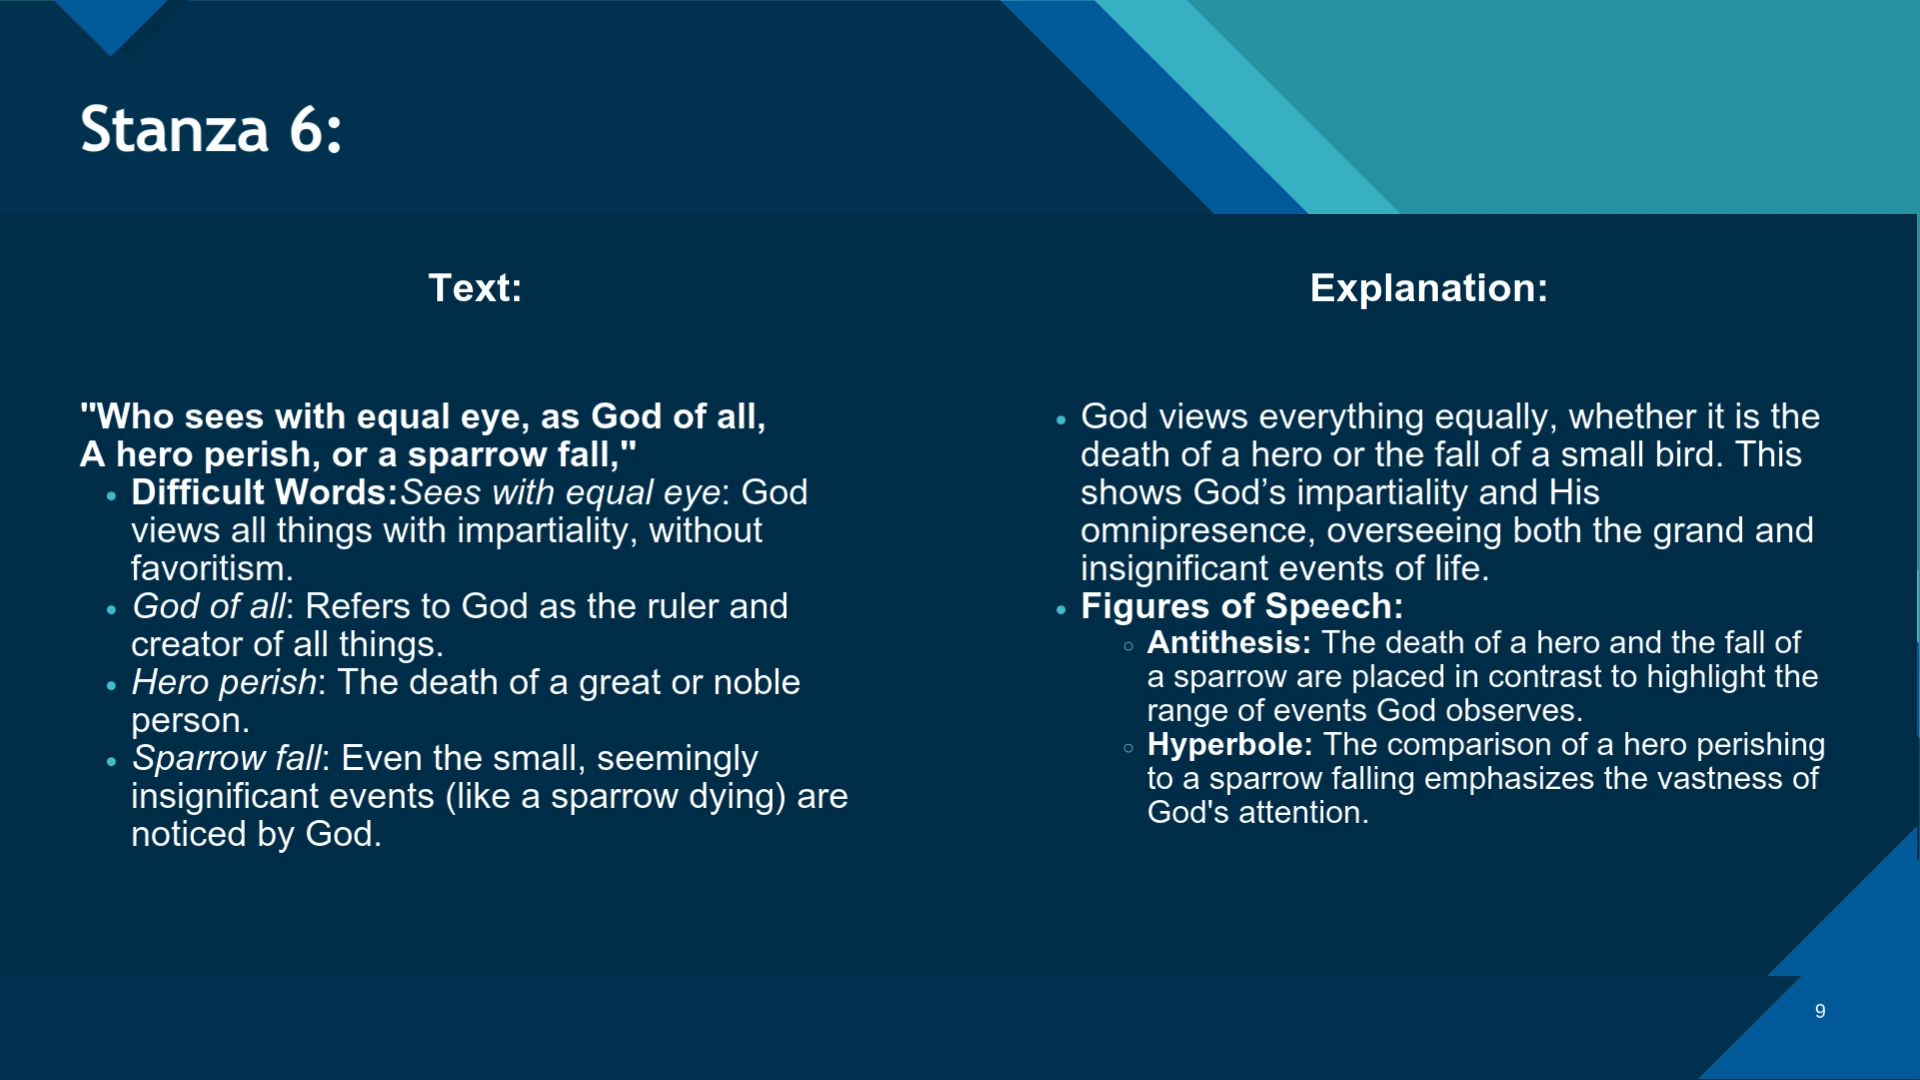 Stanza 6:
Text:
"Who sees with equal eye, as God of all,
A hero perish, or a sparrow fall,"
• Difficult Words:Sees with equal eye: God
views all things with impartiality, without
favoritism.
• God of all: Refers to God as the ruler and
creator of all things.
• Hero perish: The death of a great or noble
person.
• Sparrow fall: Even the small, seemingly
insignificant events (like a sparrow dying) are
noticed by God.
Explanation:
• God views everything equally, whether it is the
death of a hero or the fall of a small bird. This
shows God’s impartiality and His
omnipresence, overseeing both the grand and
insignificant events of life.
• Figures of Speech:
○ Antithesis: The death of a hero and the fall of
a sparrow are placed in contrast to highlight the
range of events God observes.
○ Hyperbole: The comparison of a hero perishing
to a sparrow falling emphasizes the vastness of
God's attention.
9